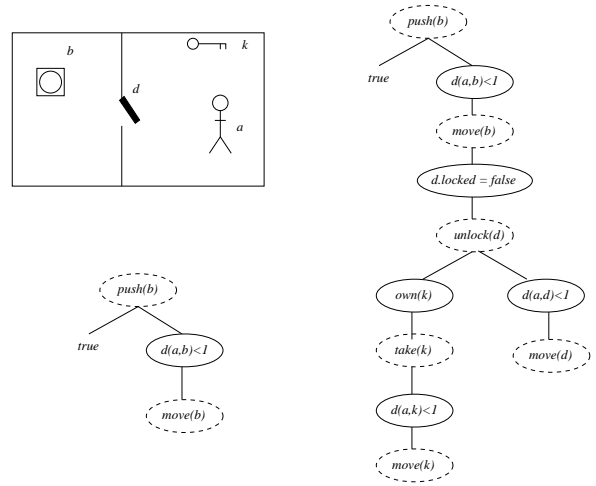 b
k
d
a
push(b)
true
d(a,b)<1
move(b)
push(b)
true
d(a,b)<1
move(b)
d.locked = false
unlock(d)
own(k)
d(a,d)<1
take(k)
move(d)
d(a,k)<1
move(k)